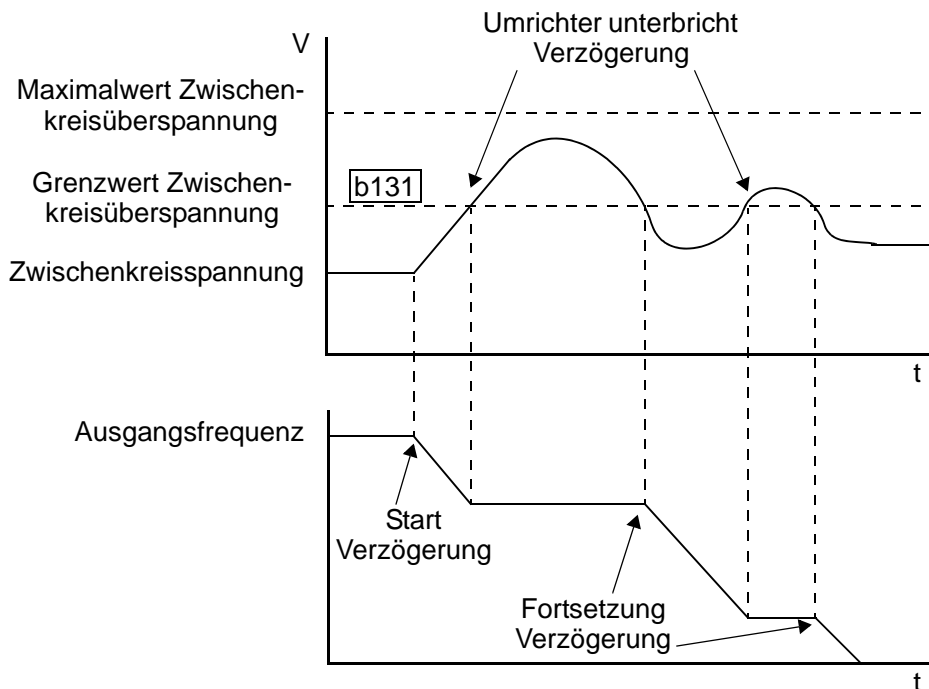 Umrichter unterbricht
Verzögerung
V
Maximalwert Zwischen-
kreisüberspannung
Grenzwert Zwischen-
kreisüberspannung
b131
Zwischenkreisspannung
t
Ausgangsfrequenz
Start
Verzögerung
Fortsetzung
Verzögerung
t